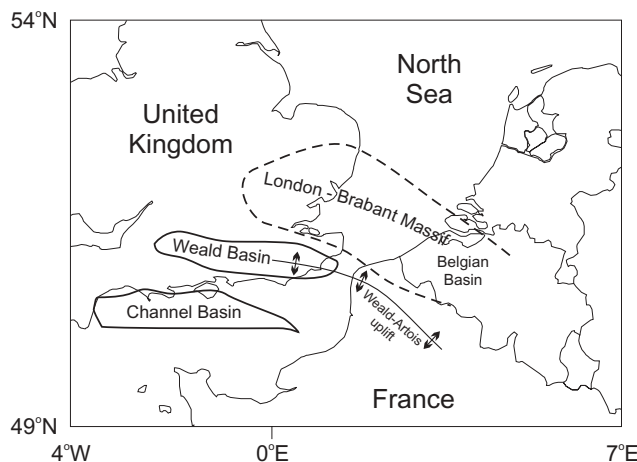 54°N
North
Sea
United
Kingdom
London - Brabant Massif
Weald Basin
Belgian
Basin
Channel Basin
Weald-Artois
uplift
France
49°N
4°W
0°E
7°E